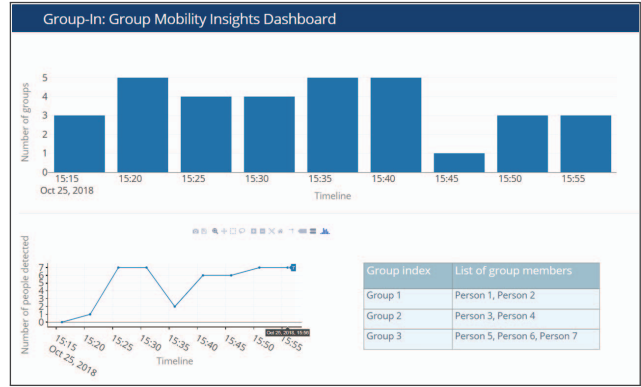 Group-In: Group Mobility Insights Dashboard
Number of groups
5
4
3
2
1
0
15:15 15:20 15:25 15:30 15:35 15:40 15:45 15:50 15:55
Oct 25, 2018
Timeline
Number of people detected
7
6
5
4
3
2
1
0
7
Oct 25, 2018, 15:55
15:15 15:20 15:25 15:30 15:35 15:40 15:45 15:50 15:55
Oct 25, 2018
Timeline
Group index List of group members
Group 1 Person 1, Person 2
Group 2 Person 3, Person 4
Group 3 Person 5, Person 6, Person 7